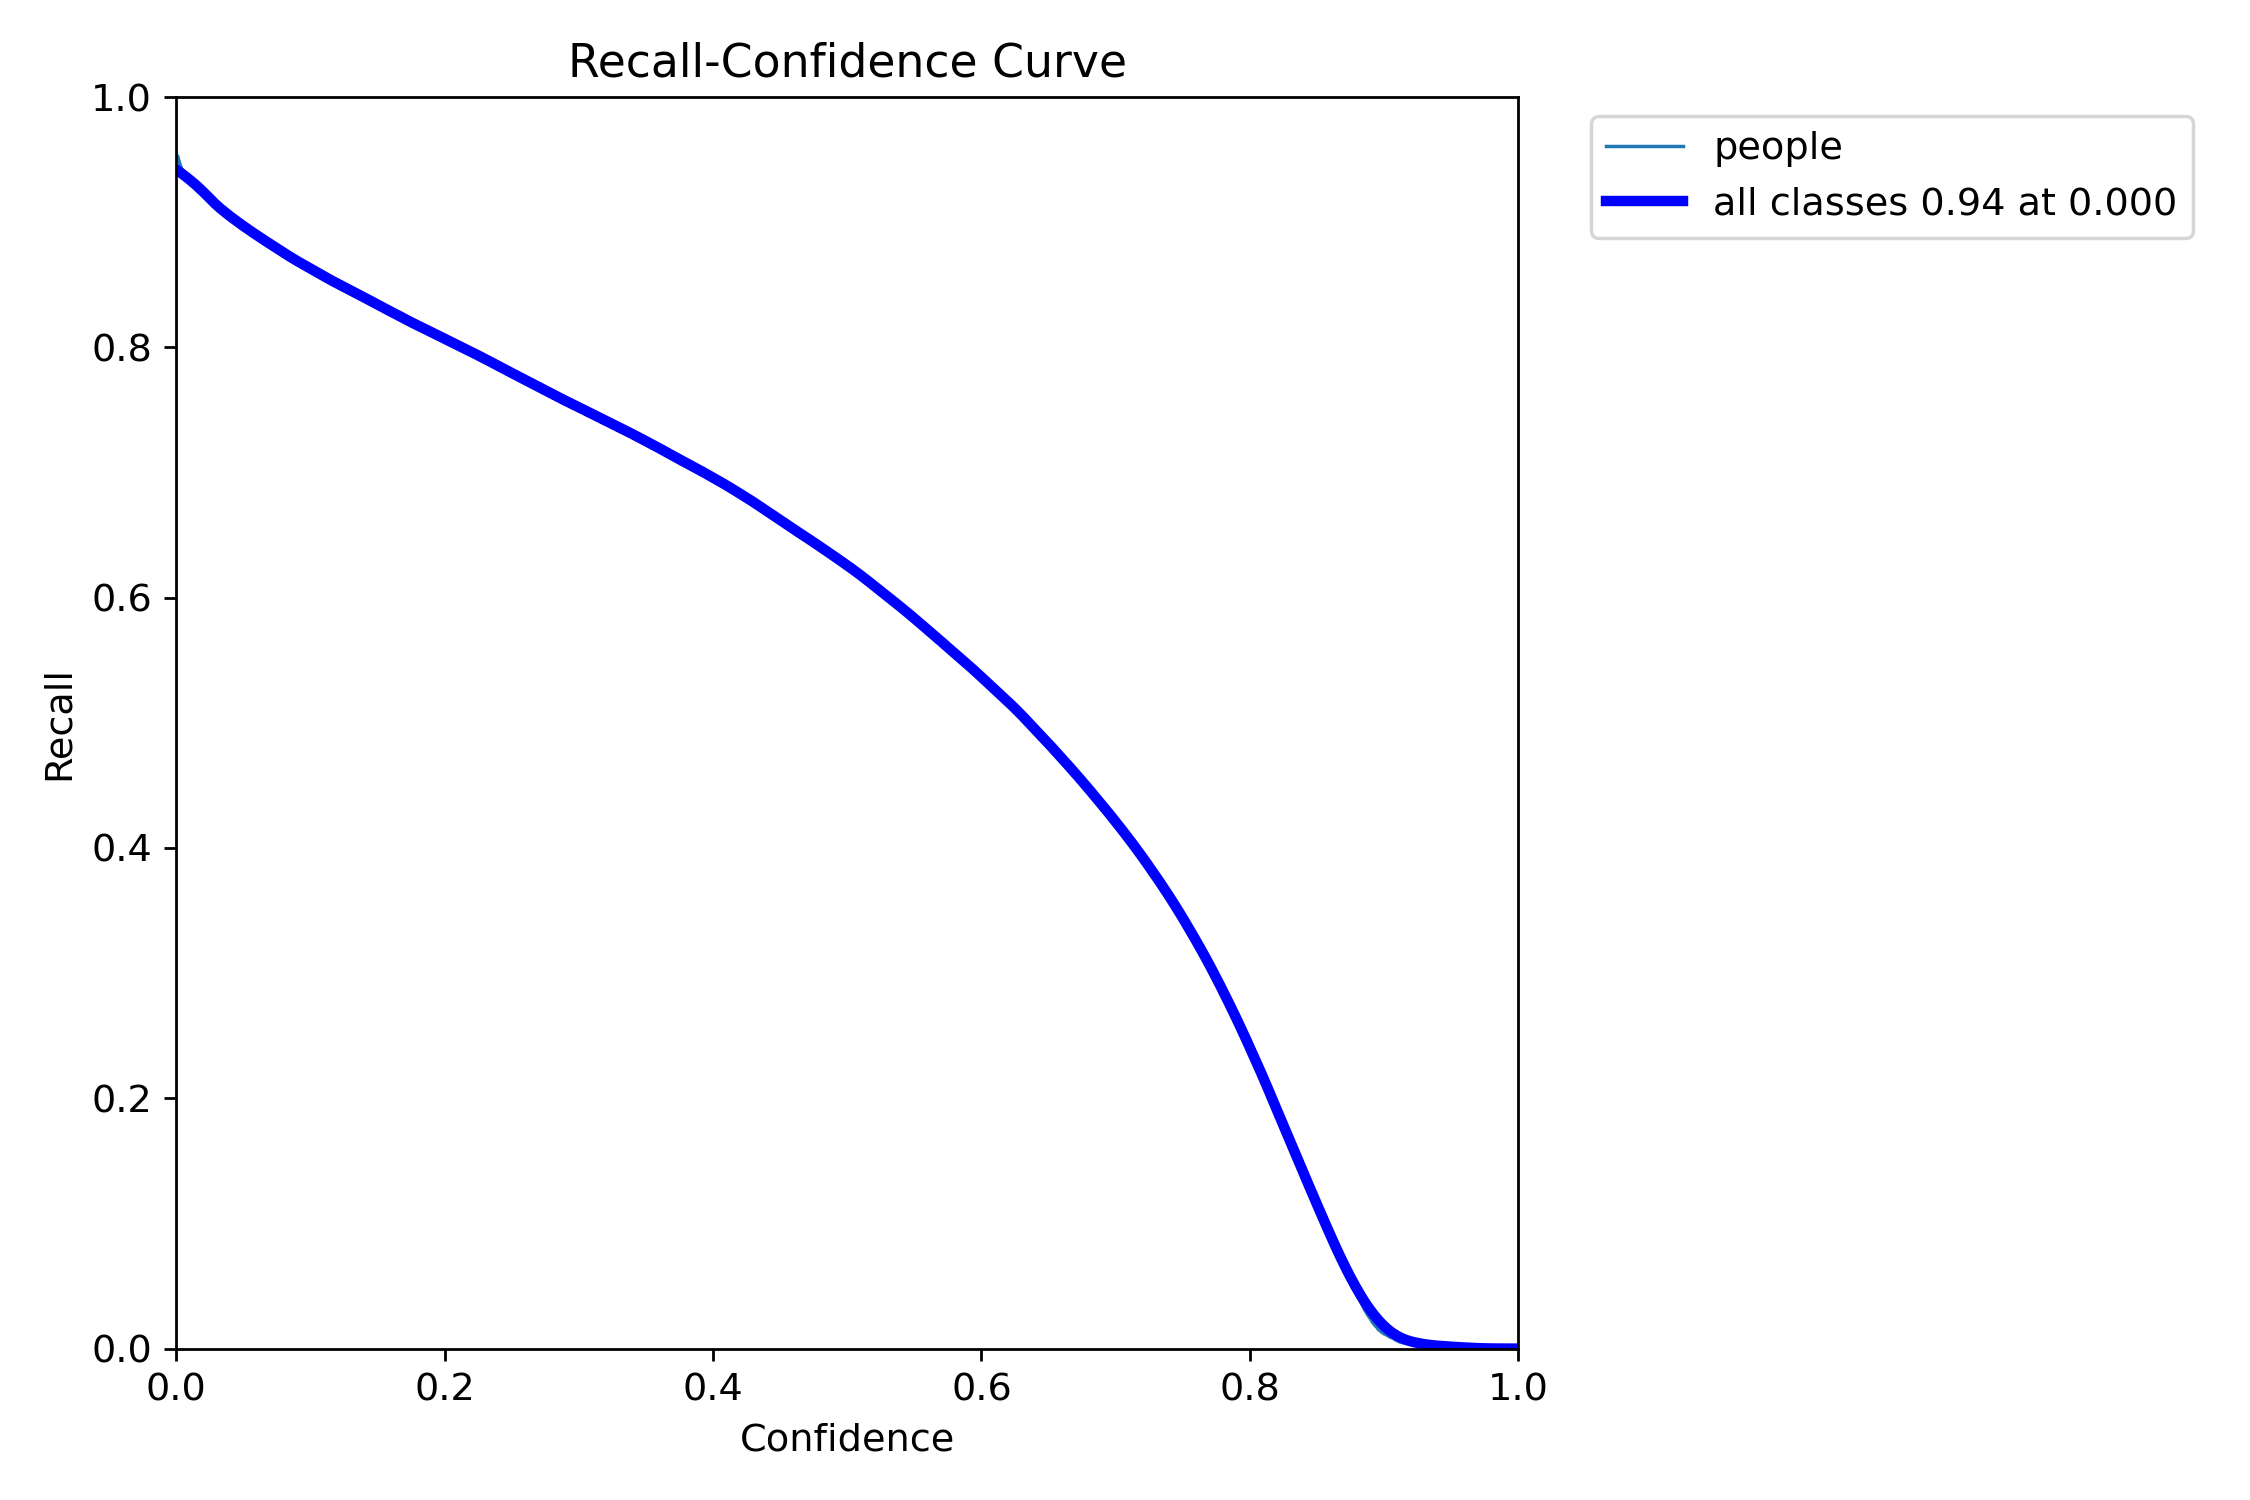 Recall-Confidence Curve
1.0
0.8
0.6
0.4
0.2
0.0
Recall
0.0 0.2 0.4 0.6 0.8 1.0
Confidence
people
all classes 0.94 at 0.000